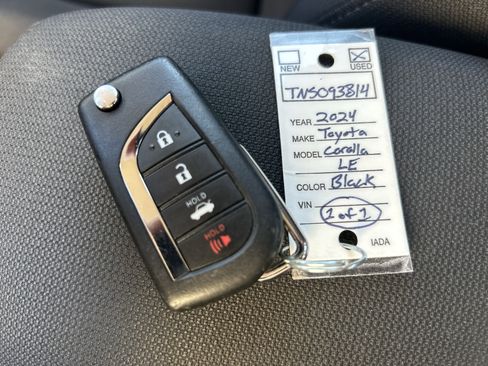 NEW
USED
TNS093814
YEAR 2024
MAKE Toyota
MODEL Corolla
LE
COLOR Black
VIN 1 of 1
IADA
HOLD
HOLD